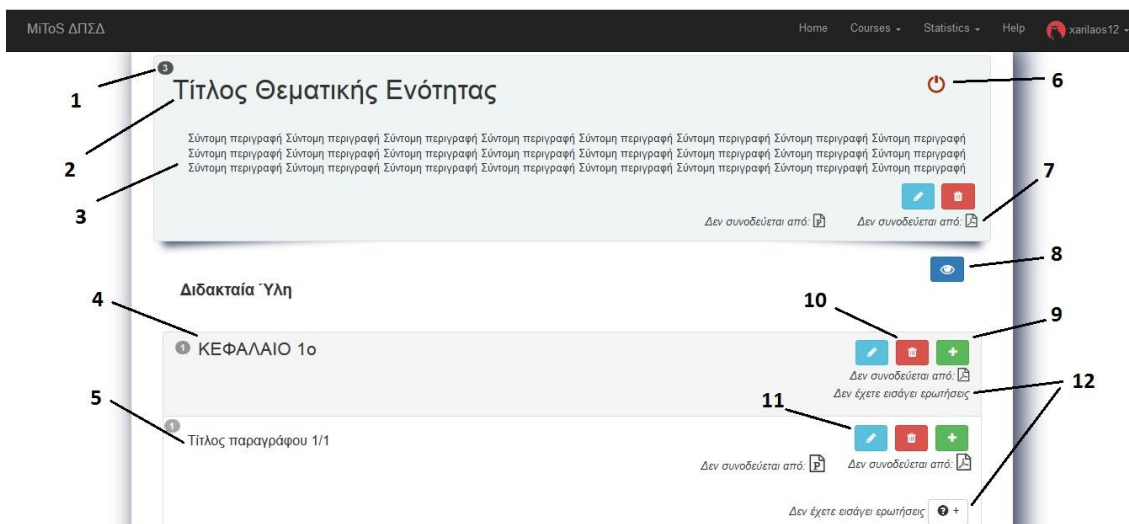 MiToS ΔΠΣΔ Home Courses Statistics Help xarilaos12
3
1
Τίτλος Θεματικής Ενότητας
6
Σύντομη περιγραφή Σύντομη περιγραφή Σύντομη περιγραφή Σύντομη περιγραφή Σύντομη περιγραφή Σύντομη περιγραφή Σύντομη περιγραφή Σύντομη περιγραφή
Σύντομη περιγραφή Σύντομη περιγραφή Σύντομη περιγραφή Σύντομη περιγραφή Σύντομη περιγραφή Σύντομη περιγραφή Σύντομη περιγραφή Σύντομη περιγραφή
2
Σύντομη περιγραφή Σύντομη περιγραφή Σύντομη περιγραφή Σύντομη περιγραφή Σύντομη περιγραφή Σύντομη περιγραφή Σύντομη περιγραφή Σύντομη περιγραφή
7
3
Δεν συνοδεύεται από: P Δεν συνοδεύεται από:
8
Διδακταία Ύλη
4
10
9
1 ΚΕΦΑΛΑΙΟ 1ο
Δεν συνοδεύεται από:
12
Δεν έχετε εισάγει ερωτήσεις
5
11
1
Τίτλος παραγράφου 1/1
Δεν συνοδεύεται από: P Δεν συνοδεύεται από:
Δεν έχετε εισάγει ερωτήσεις ? +